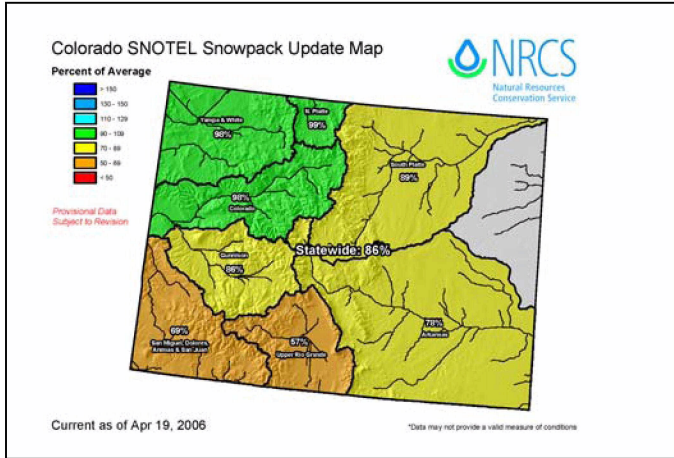 Colorado SNOTEL Snowpack Update Map
NRCS
Natural Resources
Conservation Service
Percent of Average
> 150
130 - 150
110 - 129
90 - 109
70 - 89
50 - 69
< 50
Provisional Data
Subject to Revision
Yampa & White
98%
N. Platte
99%
South Platte
89%
98%
Colorado
Statewide: 86%
Gunnison
86%
78%
Arkansas
69%
San Miguel, Dolores,
Animas & San Juan
57%
Upper Rio Grande
Current as of Apr 19, 2006
*Data may not provide a valid measure of conditions